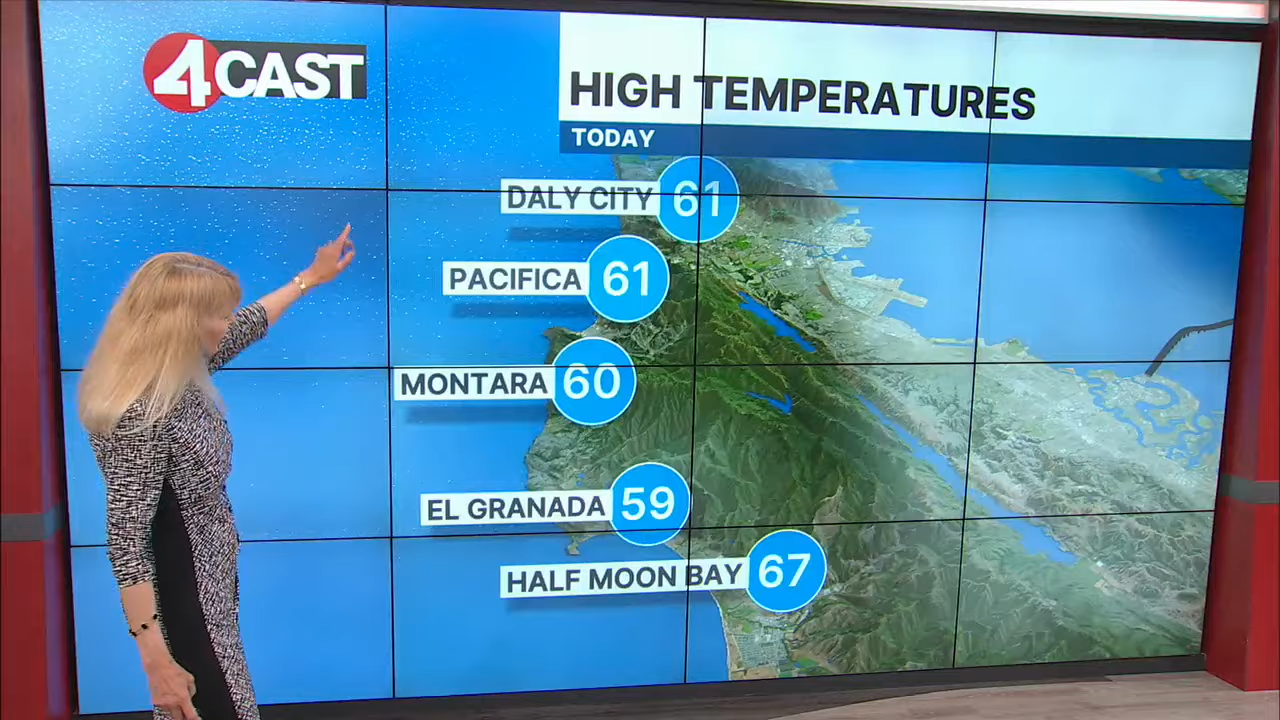 4CAST
HIGH TEMPERATURES
TODAY
DALY CITY 61
PACIFICA 61
MONTARA 60
EL GRANADA 59
HALF MOON BAY 67